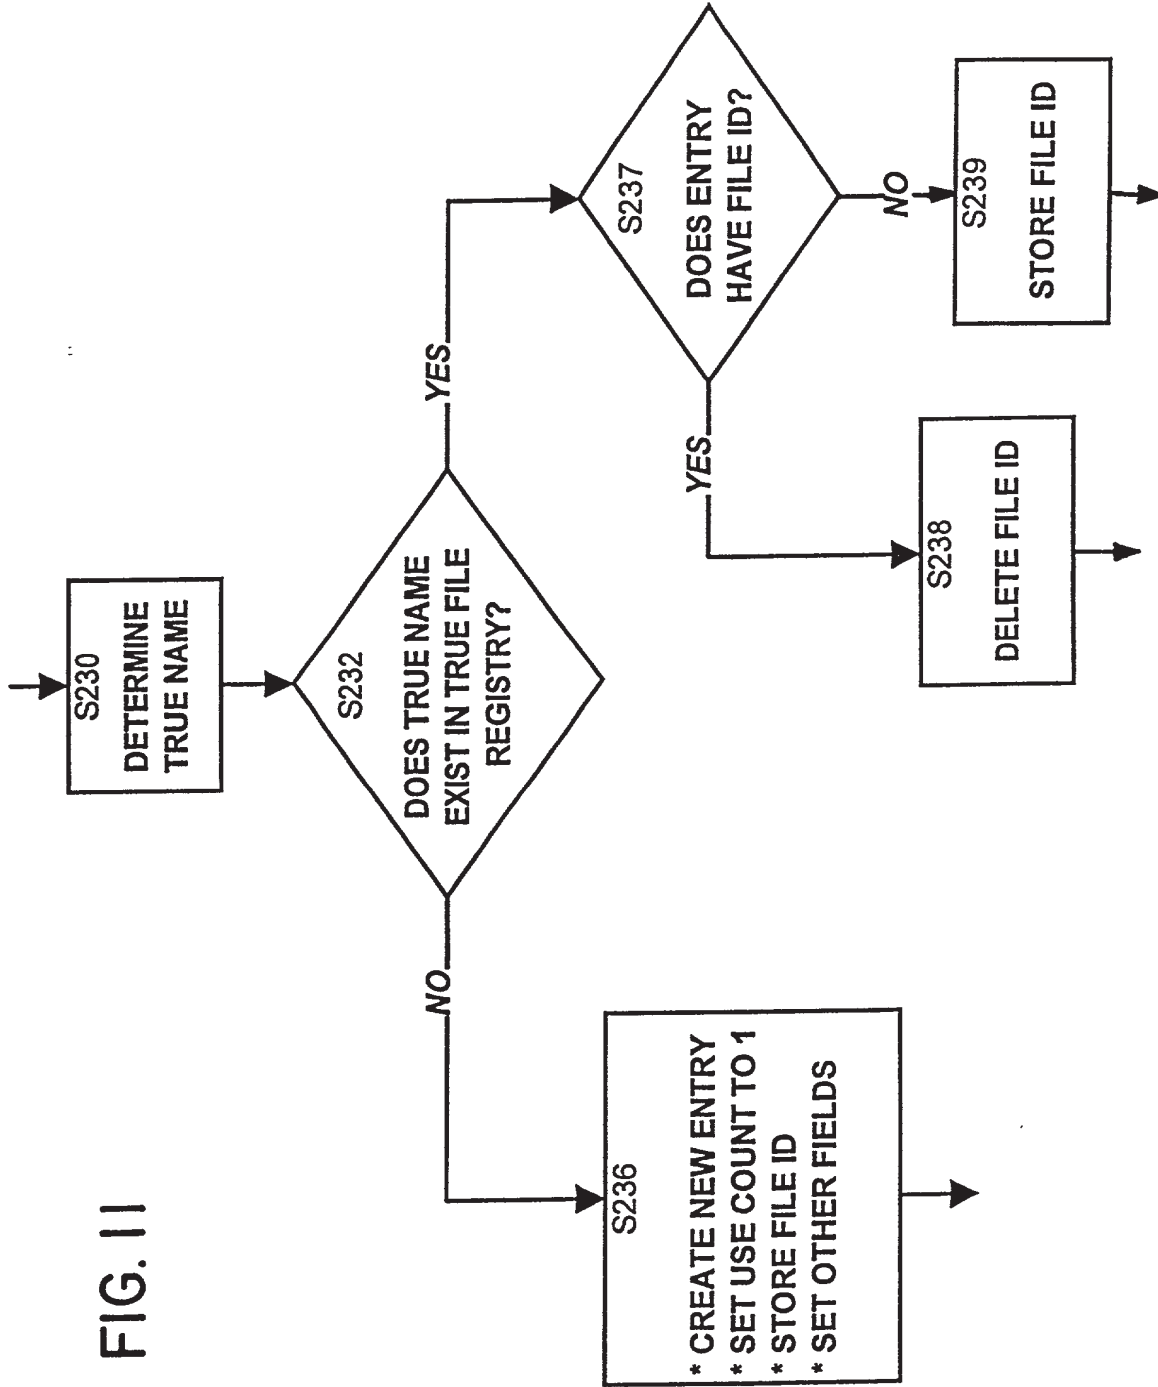 FIG. 11
S230
DETERMINE
TRUE NAME
S232
DOES TRUE NAME
EXIST IN TRUE FILE
REGISTRY?
NO
YES
S236
* CREATE NEW ENTRY
* SET USE COUNT TO 1
* STORE FILE ID
* SET OTHER FIELDS
S237
DOES ENTRY
HAVE FILE ID?
YES
NO
S238
DELETE FILE ID
S239
STORE FILE ID